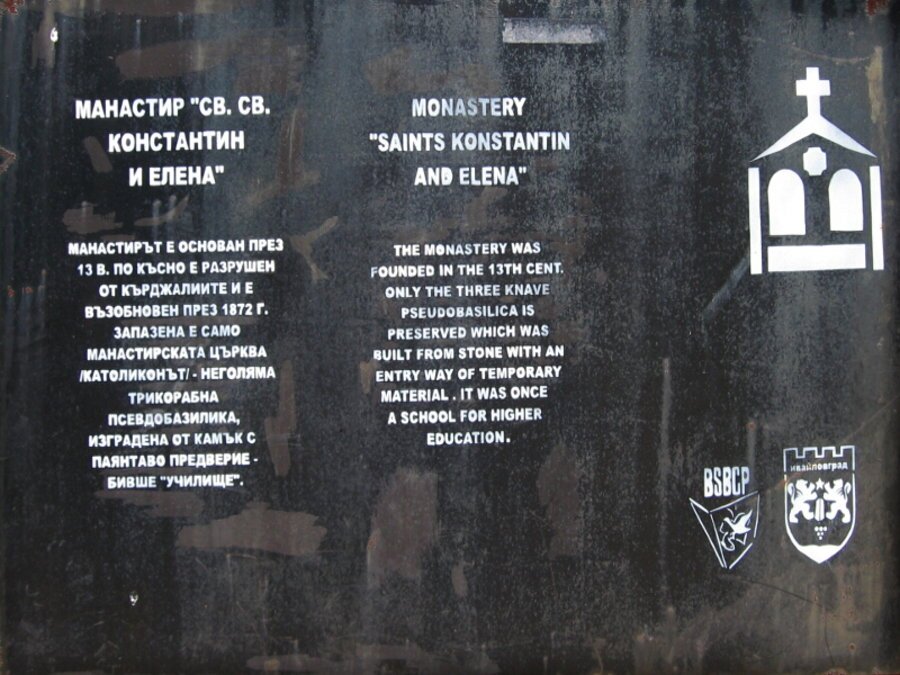 МАНАСТИР "СВ. СВ.
КОНСТАНТИН
И ЕЛЕНА"
МАНАСТИРЪТ Е ОСНОВАН ПРЕЗ
13 В. ПО КЪСНО Е РАЗРУШЕН
ОТ КЪРДЖАЛИИТЕ И Е
ВЪЗОБНОВЕН ПРЕЗ 1872 Г.
ЗАПАЗЕНА Е САМО
МАНАСТИРСКАТА ЦЪРКВА
/КАТОЛИКОНЪТ/ - НЕГОЛЯМА
ТРИКОРАБНА
ПСЕВДОБАЗИЛИКА,
ИЗГРАДЕНА ОТ КАМЪК С
ПАЯНТАВО ПРЕДВЕРИЕ -
БИВШЕ "УЧИЛИЩЕ".
MONASTERY
"SAINTS KONSTANTIN
AND ELENA"
THE MONASTERY WAS
FOUNDED IN THE 13TH CENT.
ONLY THE THREE KNAVE
PSEUDOBASILICA IS
PRESERVED WHICH WAS
BUILT FROM STONE WITH AN
ENTRY WAY OF TEMPORARY
MATERIAL . IT WAS ONCE
A SCHOOL FOR HIGHER
EDUCATION.
BSBCP
ИВАЙЛОВГРАД